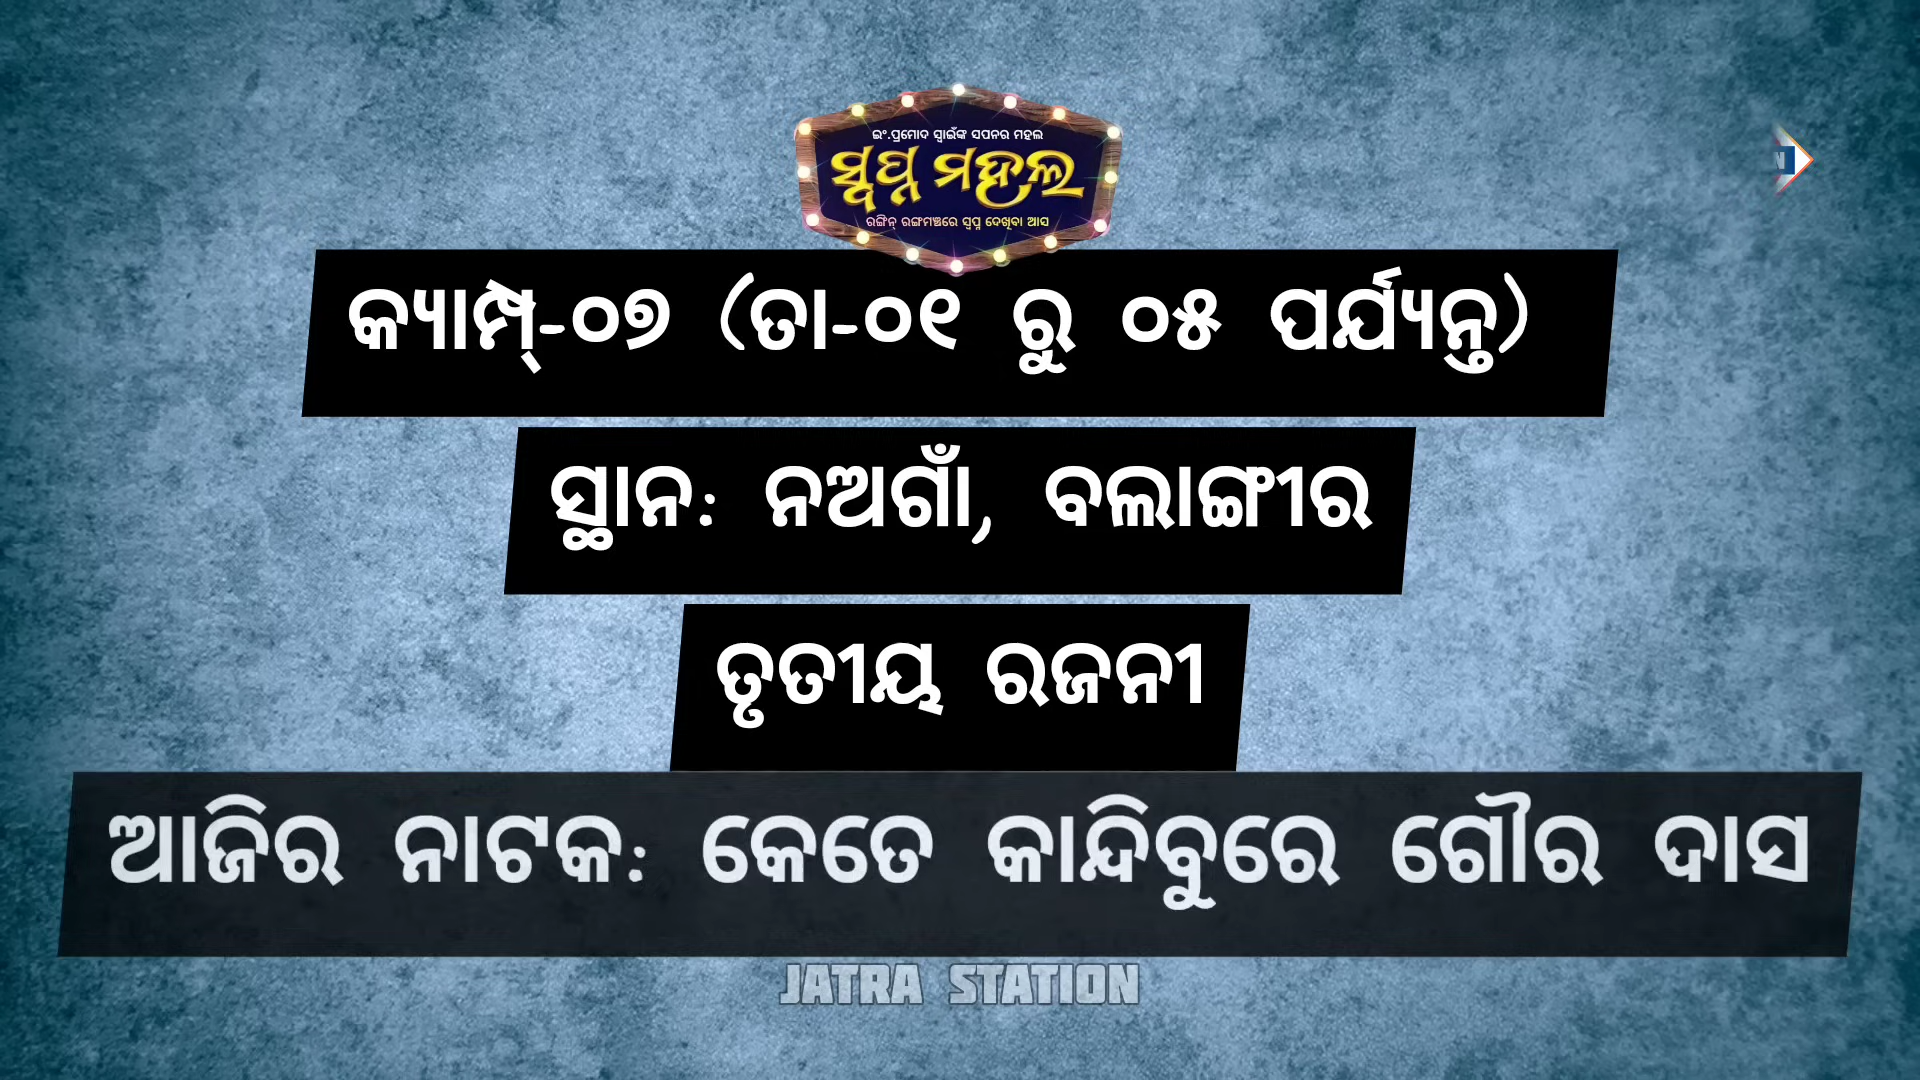 ଇଂ.ପ୍ରମୋଦ ସ୍ୱାଇଁଙ୍କ ସପନର ମହଲ
ସ୍ୱପ୍ନ ମହଲ
ରଙ୍ଗିନ୍ ରଙ୍ଗମଞ୍ଚରେ ସ୍ୱପ୍ନ ଦେଖିବା ଆସ
କ୍ୟାମ୍ପ୍-୦୭ (ତା-୦୧ ରୁ ୦୫ ପର୍ଯ୍ୟନ୍ତ)
ସ୍ଥାନ: ନଅଗାଁ, ବଲାଙ୍ଗୀର
ତୃତୀୟ ରଜନୀ
ଆଜିର ନାଟକ: କେତେ କାନ୍ଦିବୁରେ ଗୌର ଦାସ
JATRA STATION